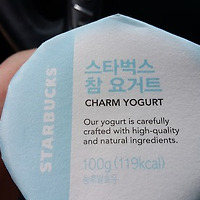 STARBUCKS
스타벅스
참 요거트
CHARM YOGURT
Our yogurt is carefully
crafted with high-quality
and natural ingredients.
100g (119kcal)